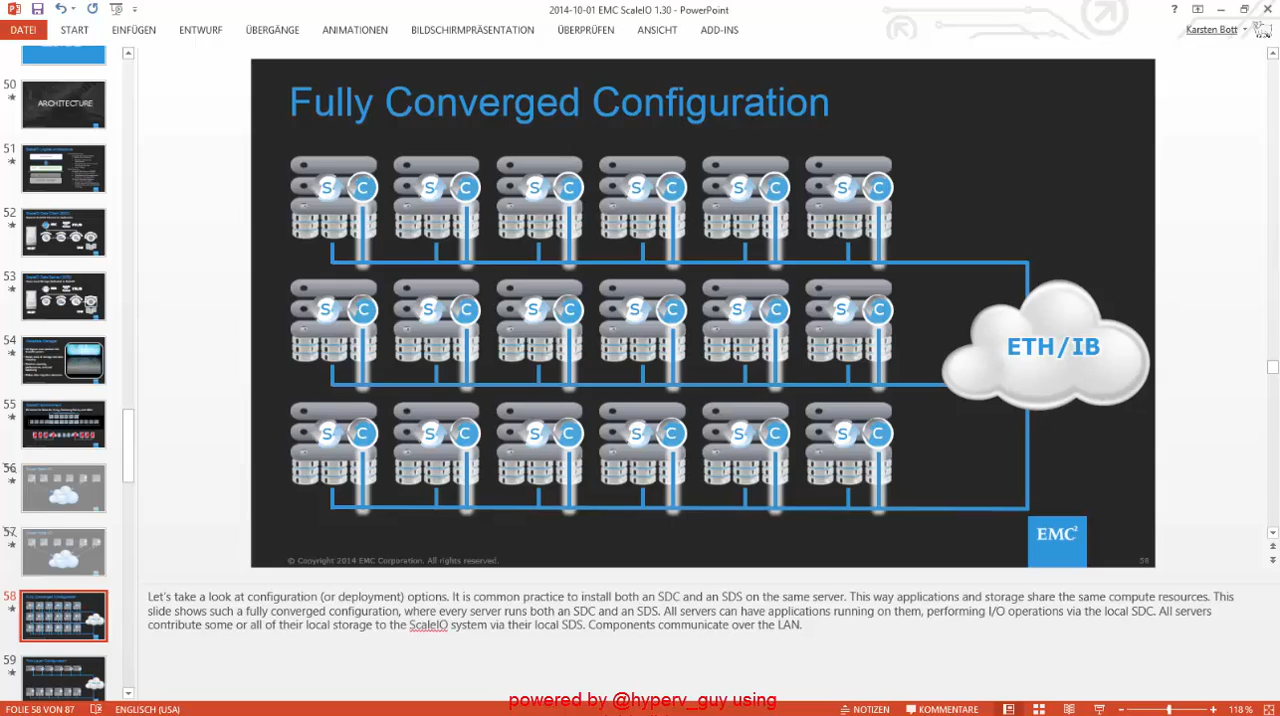 2014-10-01 EMC ScaleIO 1.30 - PowerPoint
DATEI START EINFÜGEN ENTWURF ÜBERGÄNGE ANIMATIONEN BILDSCHIRMPRÄSENTATION ÜBERPRÜFEN ANSICHT ADD-INS Karsten Bott
50
ARCHITECTURE
51
52
53
54
55
56
57
58
59
Fully Converged Configuration
S C S C S C S C S C S C
S C S C S C S C S C S C
ETH/IB
S C S C S C S C S C S C
EMC²
© Copyright 2014 EMC Corporation. All rights reserved. 58
Let's take a look at configuration (or deployment) options. It is common practice to install both an SDC and an SDS on the same server. This way applications and storage share the same compute resources. This
slide shows such a fully converged configuration, where every server runs both an SDC and an SDS. All servers can have applications running on them, performing I/O operations via the local SDC. All servers
contribute some or all of their local storage to the ScaleIO system via their local SDS. Components communicate over the LAN.
powered by @hyperv_guy using
FOLIE 58 VON 87 ENGLISCH (USA) NOTIZEN KOMMENTARE 118 %